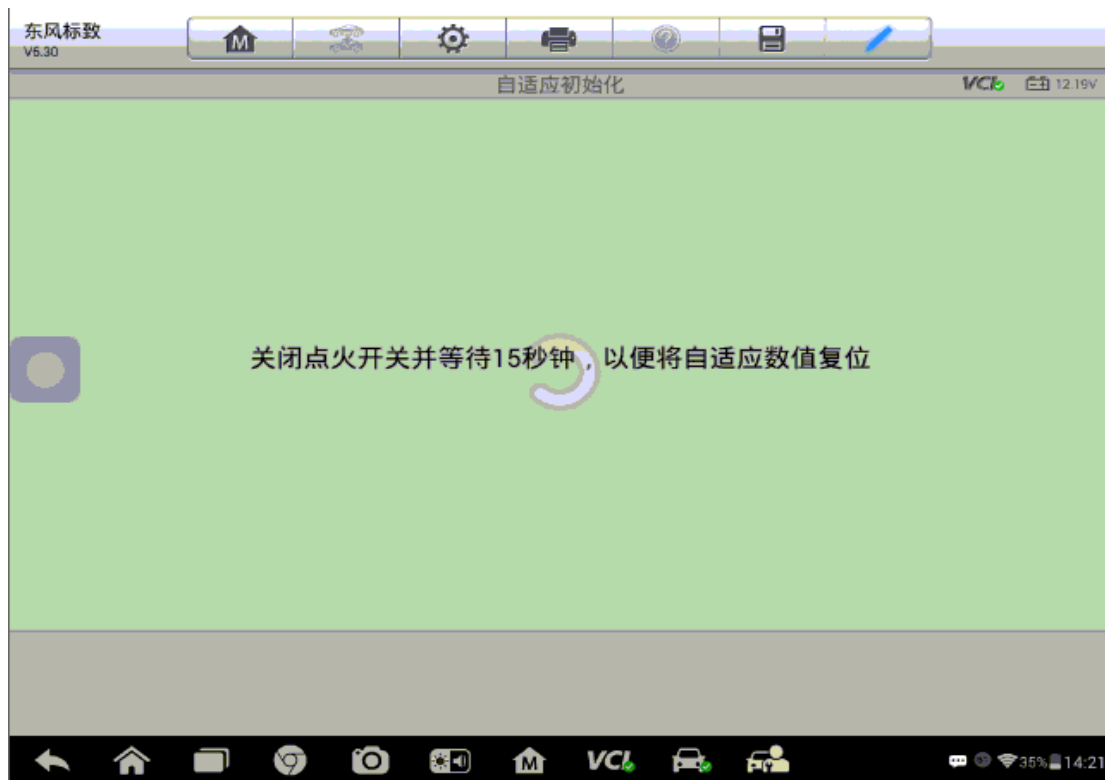 东风标致
V6.30
M
自适应初始化
VCI
12.19V
关闭点火开关并等待15秒钟，以便将自适应数值复位
M
VCI
35%
14:21